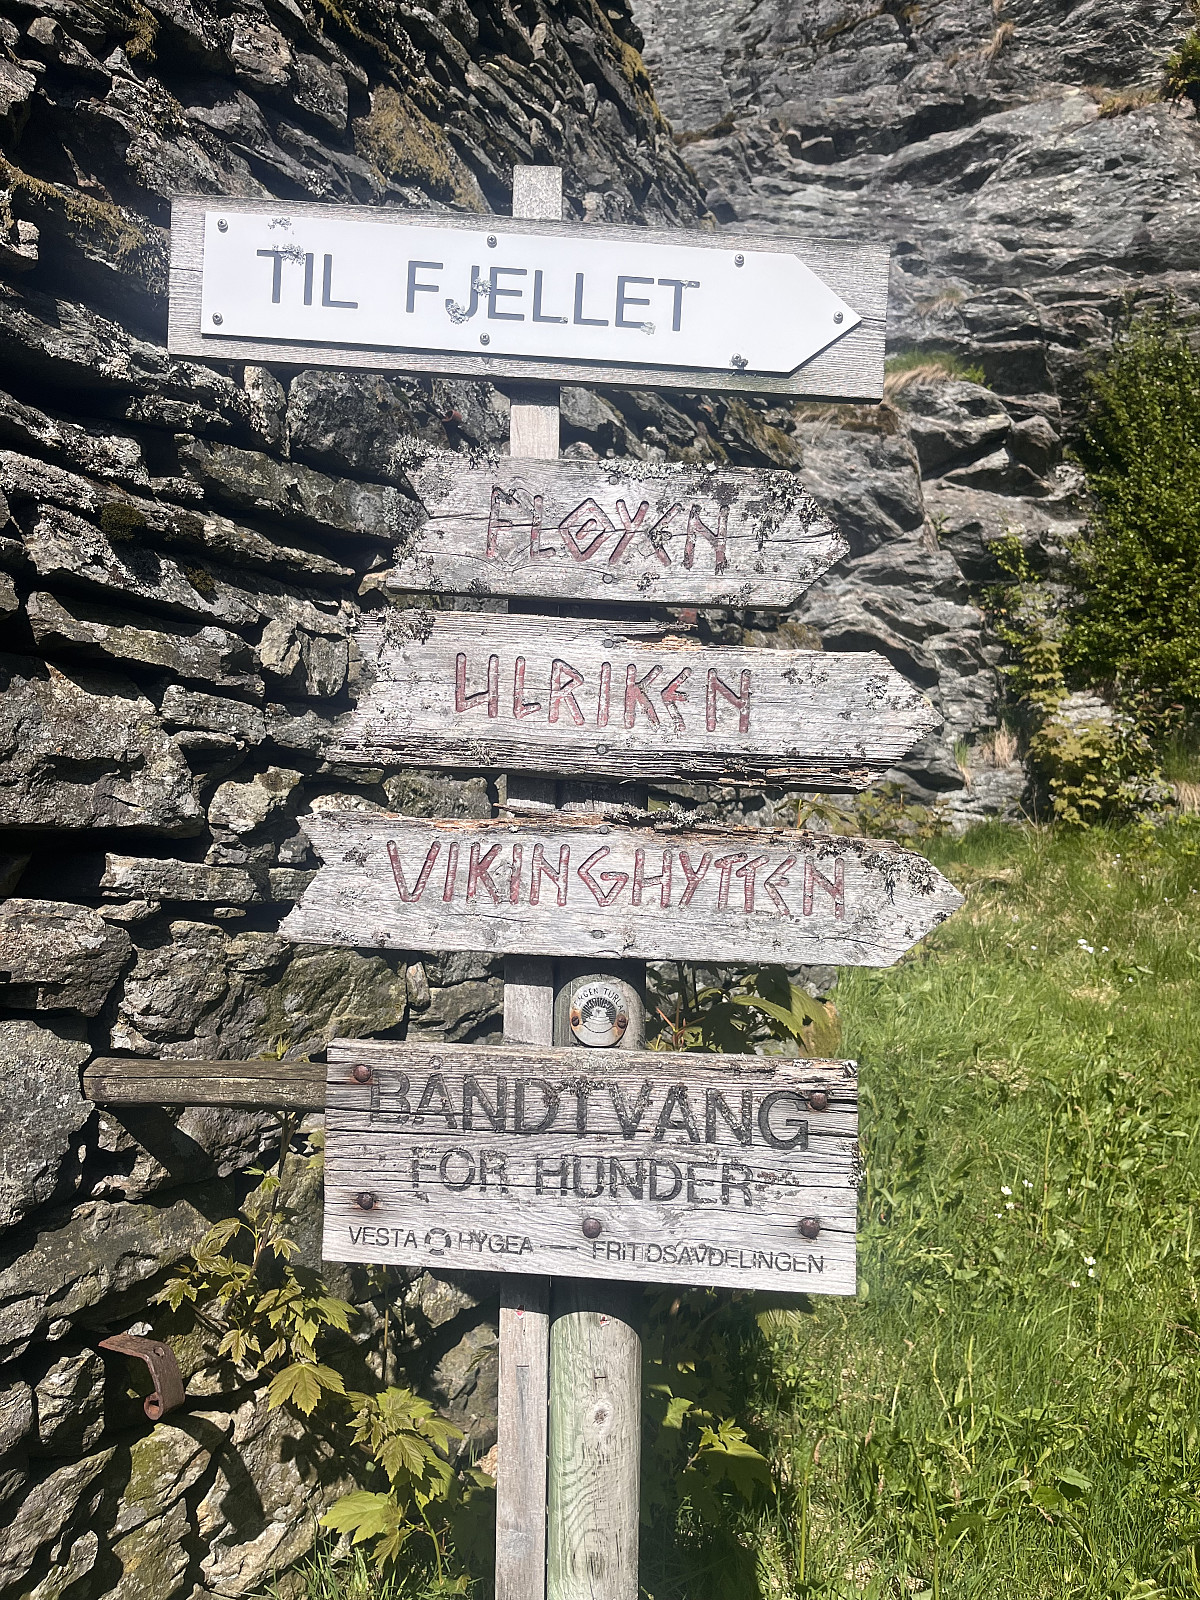 TIL FJELLET
FLØYEN
ULRIKEN
VIKINGHYTTEN
BÅNDTVANG
FOR HUNDER
VESTA HYGEA — FRITIDSAVDELINGEN